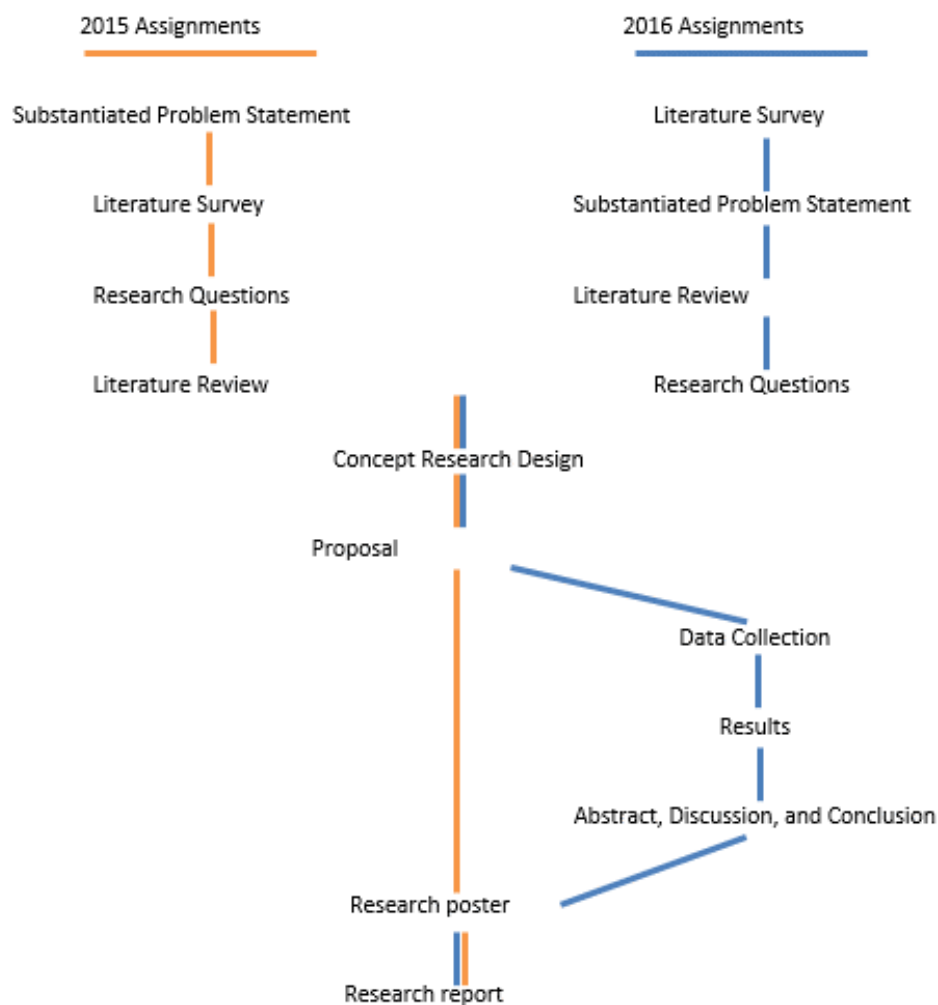 2015 Assignments
2016 Assignments
Substantiated Problem Statement
Literature Survey
Literature Survey
Substantiated Problem Statement
Research Questions
Literature Review
Literature Review
Research Questions
Concept Research Design
Proposal
Data Collection
Results
Abstract, Discussion, and Conclusion
Research poster
Research report